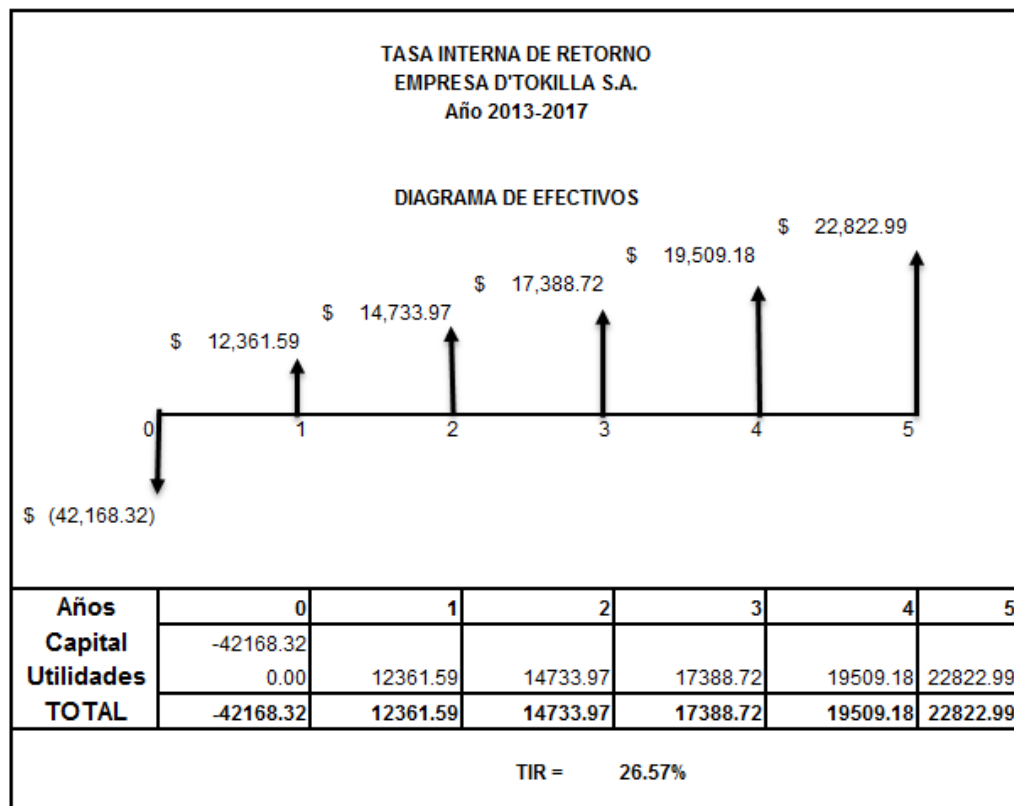 TASA INTERNA DE RETORNO
EMPRESA D'TOKILLA S.A.
Año 2013-2017
DIAGRAMA DE EFECTIVOS
$ 22,822.99
$ 19,509.18
$ 17,388.72
$ 14,733.97
$ 12,361.59
0 1 2 3 4 5
$ (42,168.32)
Años 0 1 2 3 4 5
Capital -42168.32
Utilidades 0.00 12361.59 14733.97 17388.72 19509.18 22822.99
TOTAL -42168.32 12361.59 14733.97 17388.72 19509.18 22822.99
TIR = 26.57%